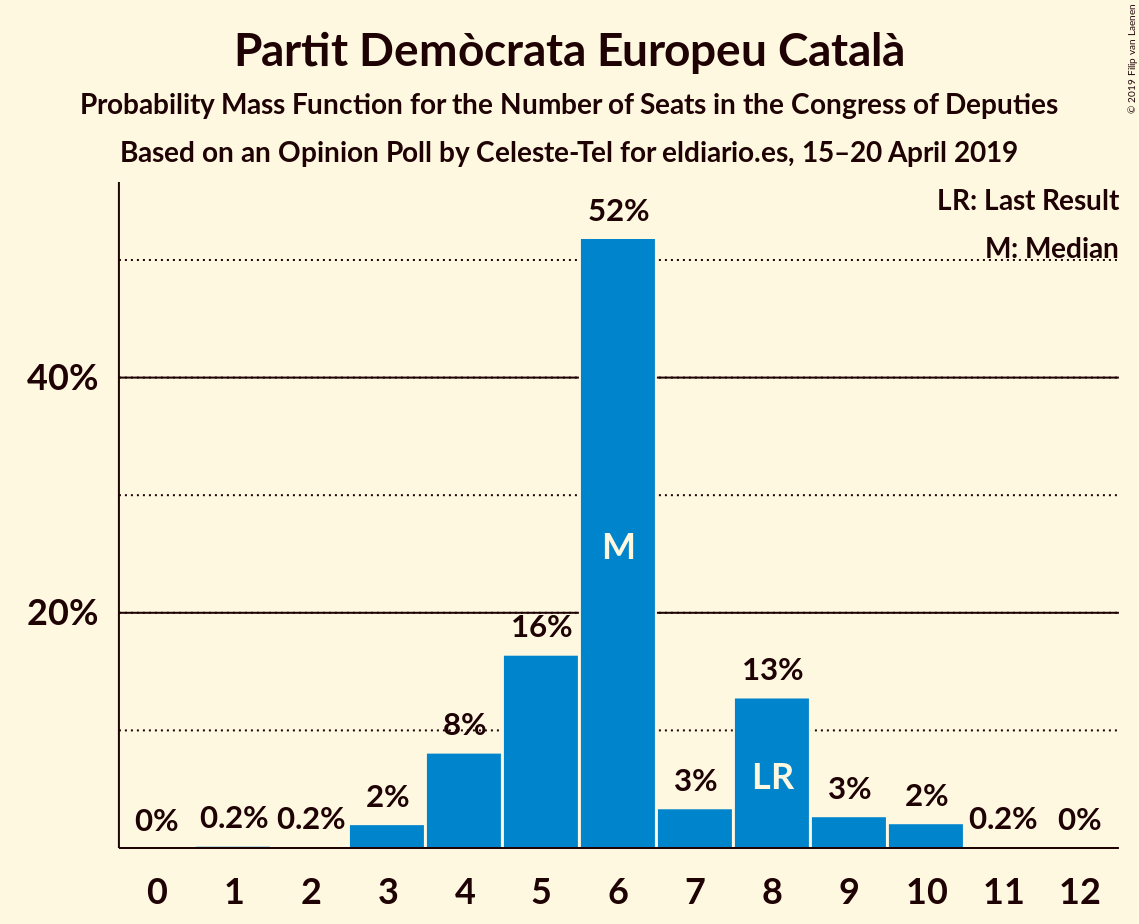 Partit Demòcrata Europeu Català
Probability Mass Function for the Number of Seats in the Congress of Deputies
Based on an Opinion Poll by Celeste-Tel for eldiario.es, 15–20 April 2019
© 2019 Filip van Laenen
LR: Last Result
M: Median
52%
40%
M
20%
16%
13%
8%
LR
3%
3%
2%
2%
0% 0.2% 0.2% 0.2% 0%
0 1 2 3 4 5 6 7 8 9 10 11 12